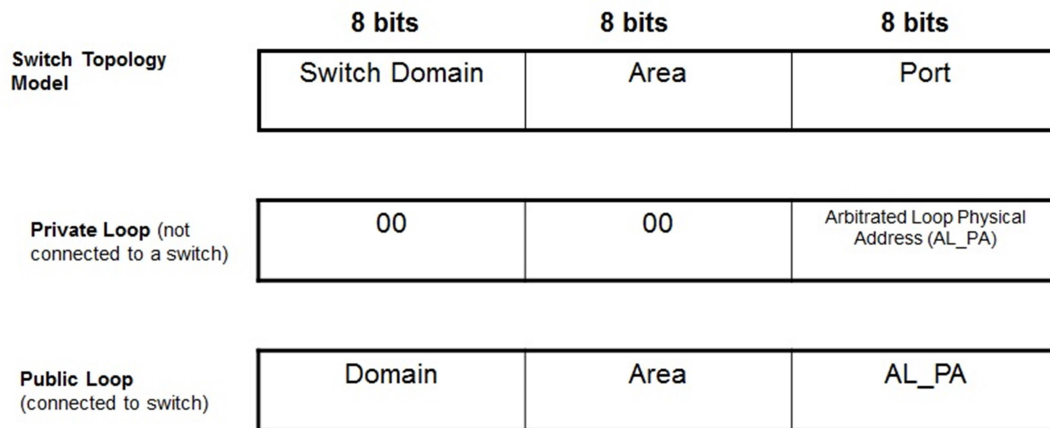 8 bits 8 bits 8 bits
Switch Topology
Model
Switch Domain Area Port
Private Loop (not
connected to a switch)
00 00 Arbitrated Loop Physical
Address (AL_PA)
Public Loop
(connected to switch)
Domain Area AL_PA